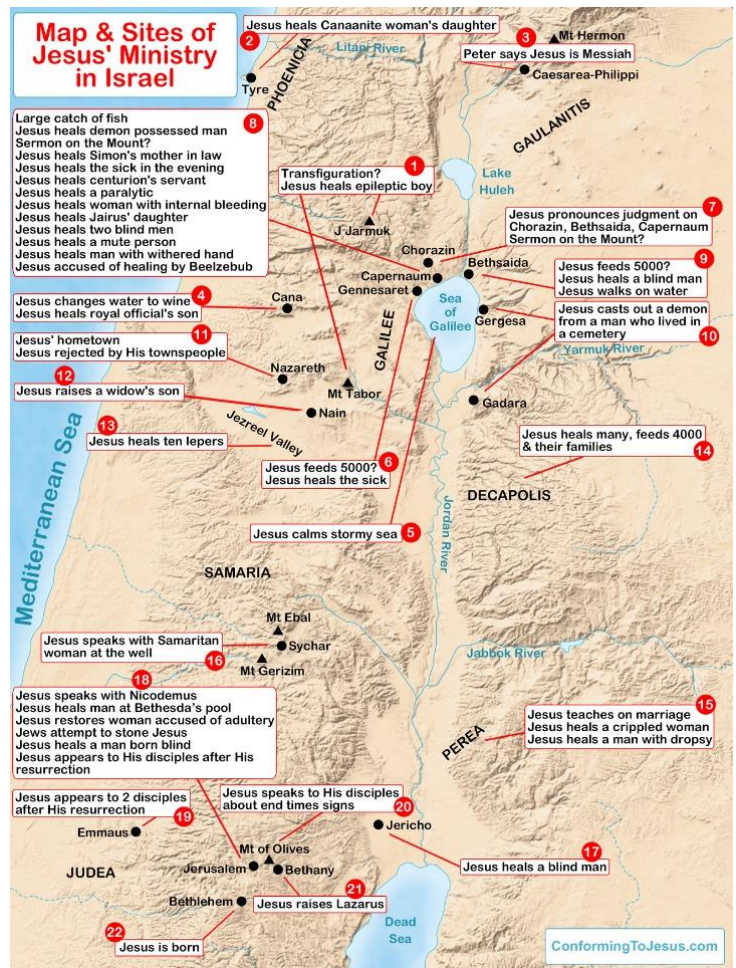 Map & Sites of
Jesus' Ministry
in Israel
Jesus heals Canaanite woman's daughter
2
Litani River
Tyre
PHOENICIA
3
Mt Hermon
Peter says Jesus is Messiah
Caesarea-Philippi
GAULANITIS
Large catch of fish
8
Jesus heals demon possessed man
Sermon on the Mount?
Jesus heals Simon's mother in law
Jesus heals the sick in the evening
Jesus heals centurion's servant
Jesus heals a paralytic
Jesus heals woman with internal bleeding
Jesus heals Jairus' daughter
Jesus heals two blind men
Jesus heals a mute person
Jesus heals man with withered hand
Jesus accused of healing by Beelzebub
1
Transfiguration?
Jesus heals epileptic boy
Lake
Huleh
J Jarmuk
7
Jesus pronounces judgment on
Chorazin, Bethsaida, Capernaum
Sermon on the Mount?
Chorazin
Capernaum
Bethsaida
Gennesaret
9
Jesus feeds 5000?
Jesus heals a blind man
Jesus walks on water
4
Jesus changes water to wine
Jesus heals royal official's son
Cana
Sea
of
Galilee
Gergesa
Jesus casts out a demon
from a man who lived in
a cemetery
10
11
Jesus' hometown
Jesus rejected by His townspeople
GALILEE
Yarmuk River
Nazareth
Mt Tabor
12
Jesus raises a widow's son
Nain
Gadara
13
Jesus heals ten lepers
Jezreel Valley
Jesus heals many, feeds 4000
& their families
14
6
Jesus feeds 5000?
Jesus heals the sick
DECAPOLIS
Mediterranean Sea
Jordan River
Jesus calms stormy sea
5
SAMARIA
Mt Ebal
Jesus speaks with Samaritan
woman at the well
16
Sychar
Mt Gerizim
Jabbok River
18
Jesus speaks with Nicodemus
Jesus heals man at Bethesda's pool
Jesus restores woman accused of adultery
Jews attempt to stone Jesus
Jesus heals a man born blind
Jesus appears to His disciples after His
resurrection
15
Jesus teaches on marriage
Jesus heals a crippled woman
Jesus heals a man with dropsy
PEREA
Jesus appears to 2 disciples
after His resurrection
19
Jesus speaks to His disciples
about end times signs
20
Emmaus
Jericho
Mt of Olives
JUDEA
Jerusalem
Bethany
17
Jesus heals a blind man
21
Jesus raises Lazarus
Bethlehem
22
Jesus is born
Dead
Sea
ConformingToJesus.com